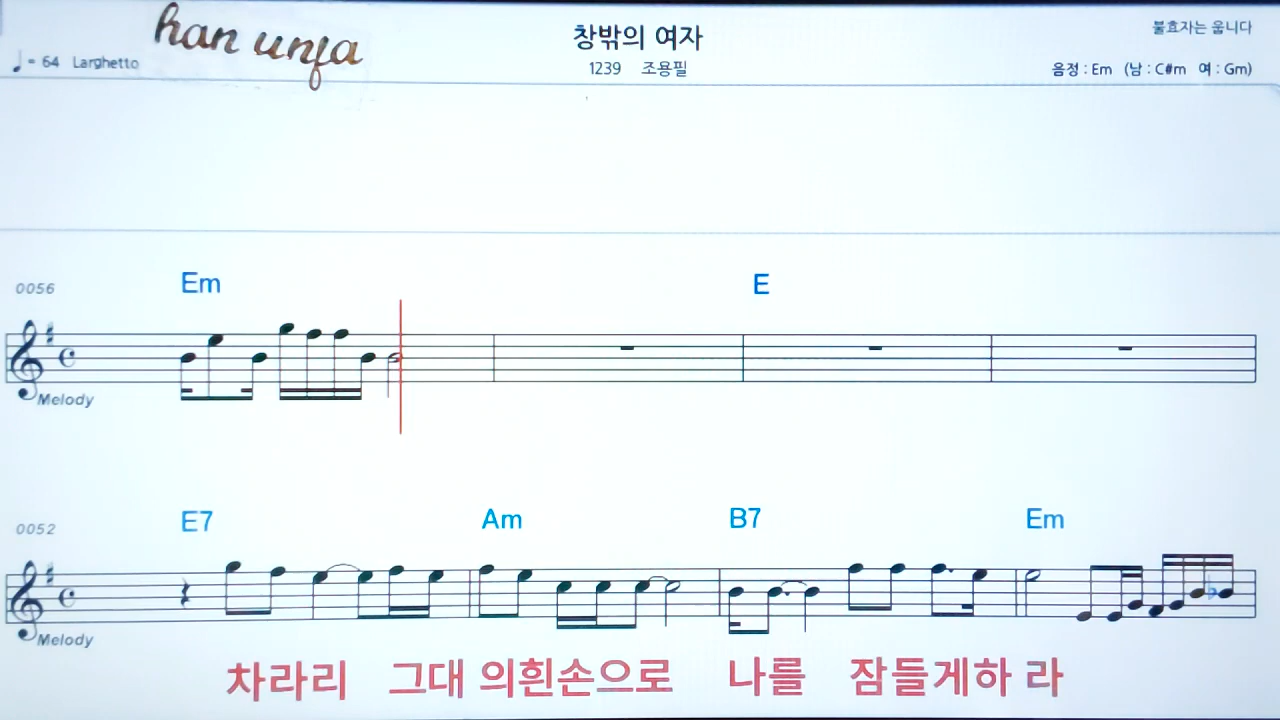 han unfa
창밖의 여자
불효자는 웁니다
♩ = 64 Larghetto
1239 조용필
음정 : Em (남 : C#m 여 : Gm)
0056 Em E
Melody
0052 E7 Am B7 Em
Melody
차라리 그대 의흰손으로 나를 잠들게하 라